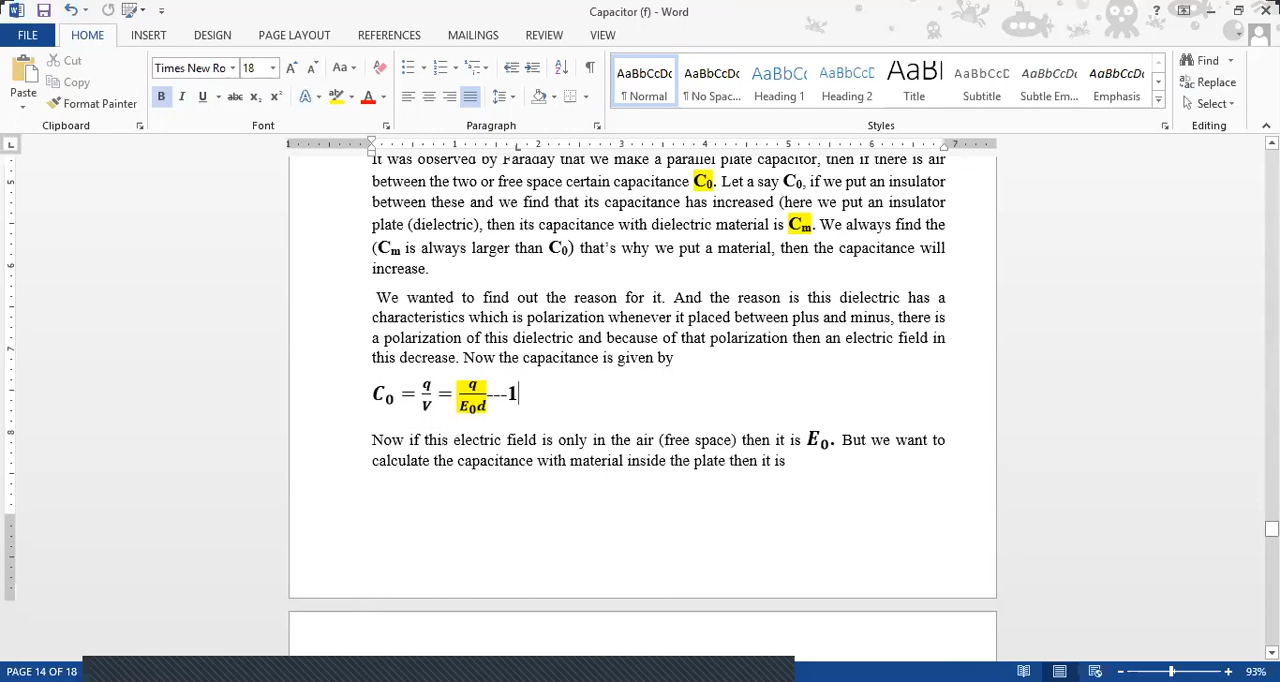 Capacitor (f) - Word
FILE HOME INSERT DESIGN PAGE LAYOUT REFERENCES MAILINGS REVIEW VIEW
Paste Cut Copy Format Painter
Times New Ro 18
AaBbCcDc AaBbCcDc AaBbCc AaBbCcDc AaBl AaBbCcDc AaBbCcDc AaBbCcDc
¶ Normal ¶ No Spac... Heading 1 Heading 2 Title Subtitle Subtle Em... Emphasis
Find Replace Select
Clipboard Font Paragraph Styles Editing
It was observed by Faraday that we make a parallel plate capacitor, then if there is air
between the two or free space certain capacitance C₀. Let a say C₀, if we put an insulator
between these and we find that its capacitance has increased (here we put an insulator
plate (dielectric), then its capacitance with dielectric material is Cₘ. We always find the
(Cₘ is always larger than C₀) that's why we put a material, then the capacitance will
increase.
We wanted to find out the reason for it. And the reason is this dielectric has a
characteristics which is polarization whenever it placed between plus and minus, there is
a polarization of this dielectric and because of that polarization then an electric field in
this decrease. Now the capacitance is given by
C₀ = q/V = q/E₀d---1
Now if this electric field is only in the air (free space) then it is E₀. But we want to
calculate the capacitance with material inside the plate then it is
PAGE 14 OF 18
93%